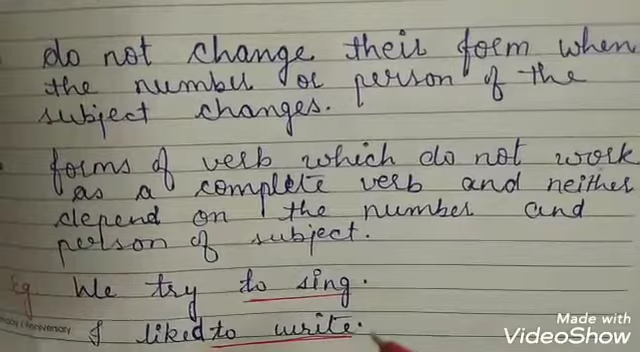 do not change their form when
the number or person of the
subject changes.
forms of verb which do not work
as a complete verb and neither
depend on the number and
person of subject.
eg We try to sing.
I liked to write.
Anniversary
Made with
VideoShow